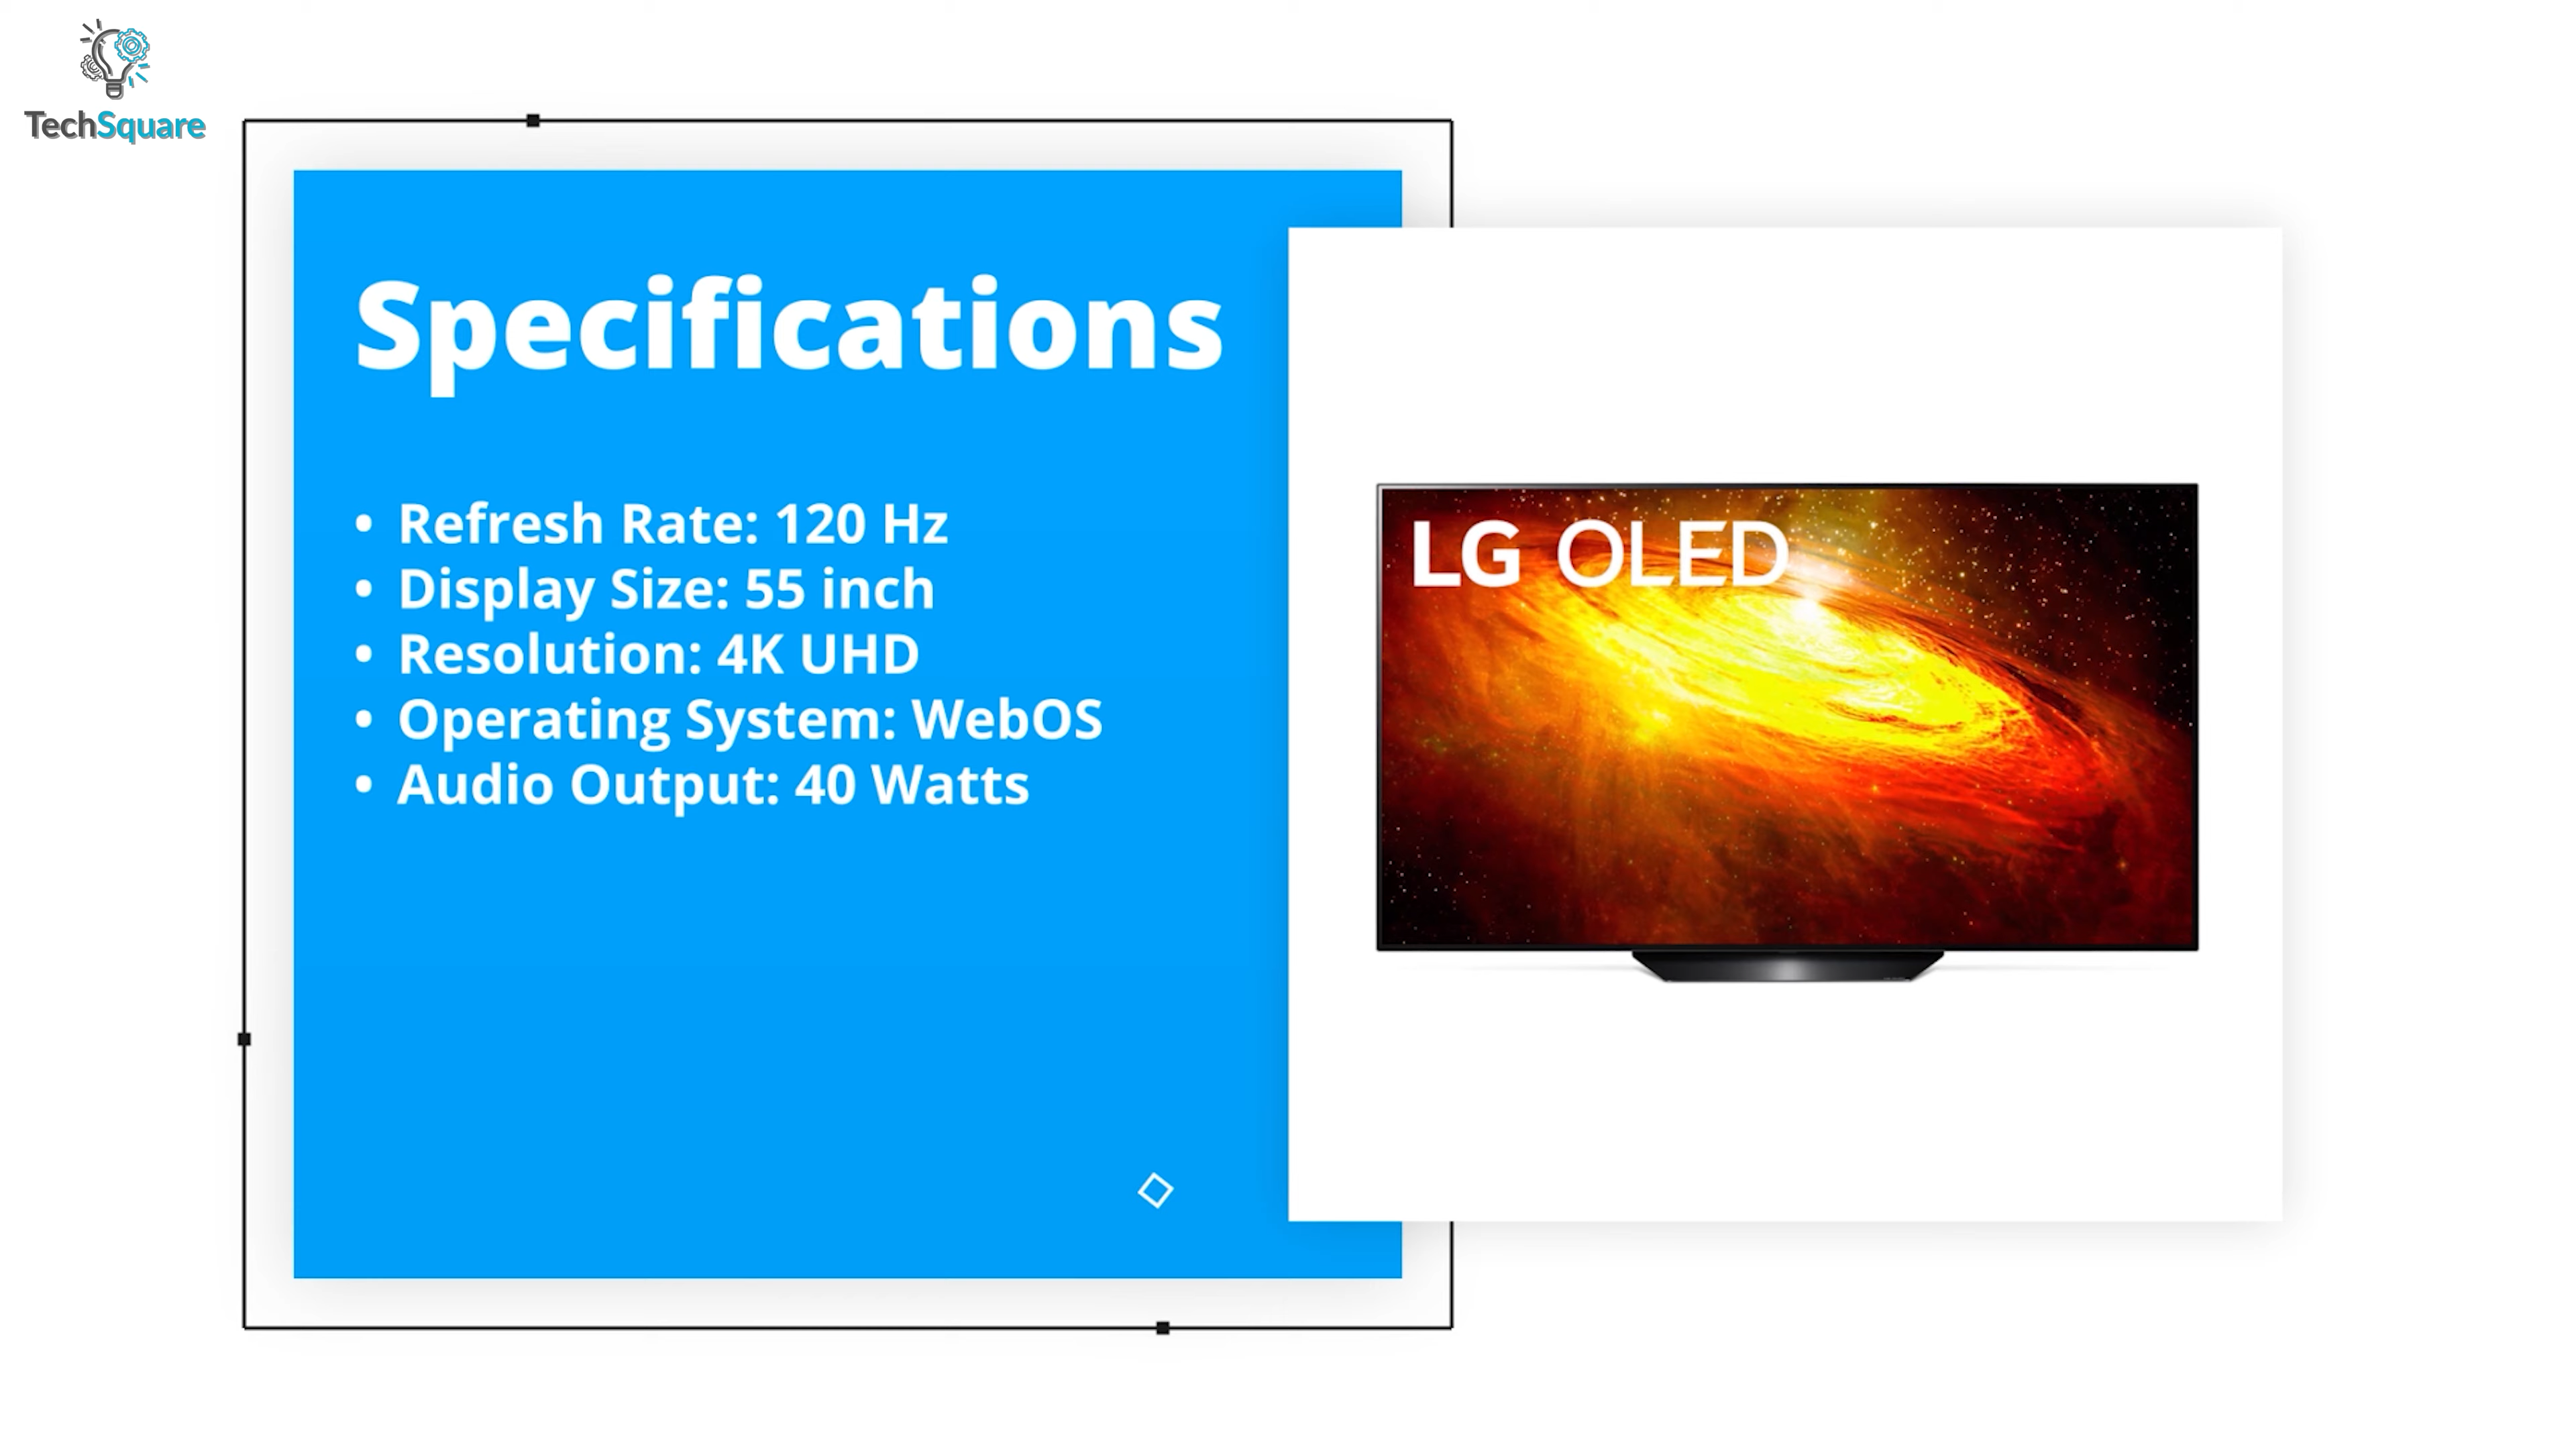 TechSquare
Specifications
• Refresh Rate: 120 Hz
• Display Size: 55 inch
• Resolution: 4K UHD
• Operating System: WebOS
• Audio Output: 40 Watts
LG OLED